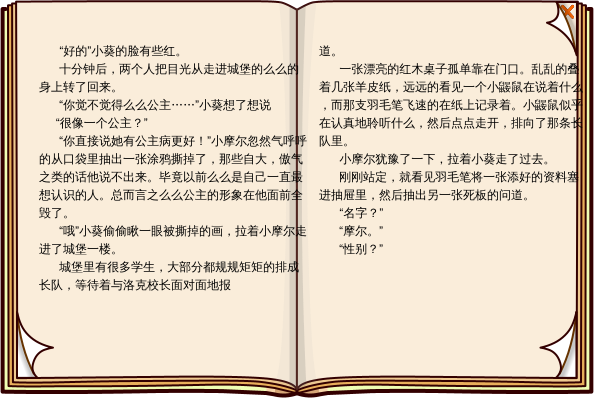 “好的”小葵的脸有些红。
十分钟后，两个人把目光从走进城堡的么么的
身上转了回来。
“你觉不觉得么么公主……”小葵想了想说
“很像一个公主？”
“你直接说她有公主病更好！”小摩尔忽然气呼呼
的从口袋里抽出一张涂鸦撕掉了，那些自大，傲气
之类的话他说不出来。毕竟以前么么是自己一直最
想认识的人。总而言之么么公主的形象在他面前全
毁了。
“哦”小葵偷偷瞅一眼被撕掉的画，拉着小摩尔走
进了城堡一楼。
城堡里有很多学生，大部分都规规矩矩的排成
长队，等待着与洛克校长面对面地报
道。
一张漂亮的红木桌子孤单靠在门口。乱乱的叠
着几张羊皮纸，远远的看见一个小鼹鼠在说着什么
，而那支羽毛笔飞速的在纸上记录着。小鼹鼠似乎
在认真地聆听什么，然后点点走开，排向了那条长
队里。
小摩尔犹豫了一下，拉着小葵走了过去。
刚刚站定，就看见羽毛笔将一张添好的资料塞
进抽屉里，然后抽出另一张死板的问道。
“名字？”
“摩尔。”
“性别？”